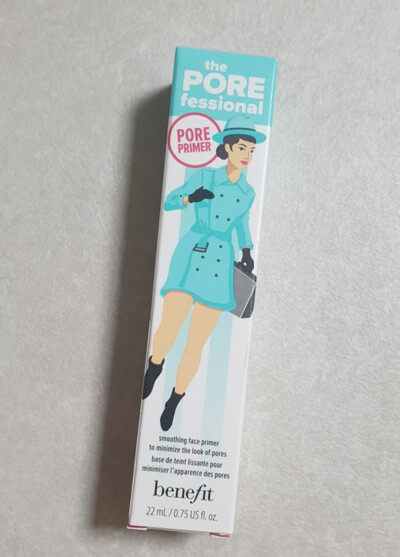 the
PORE
fessional
PORE
PRIMER
smoothing face primer
to minimize the look of pores
base de teint lissante pour
minimiser l'apparence des pores
benefit
22 mL / 0.75 US fl. oz.